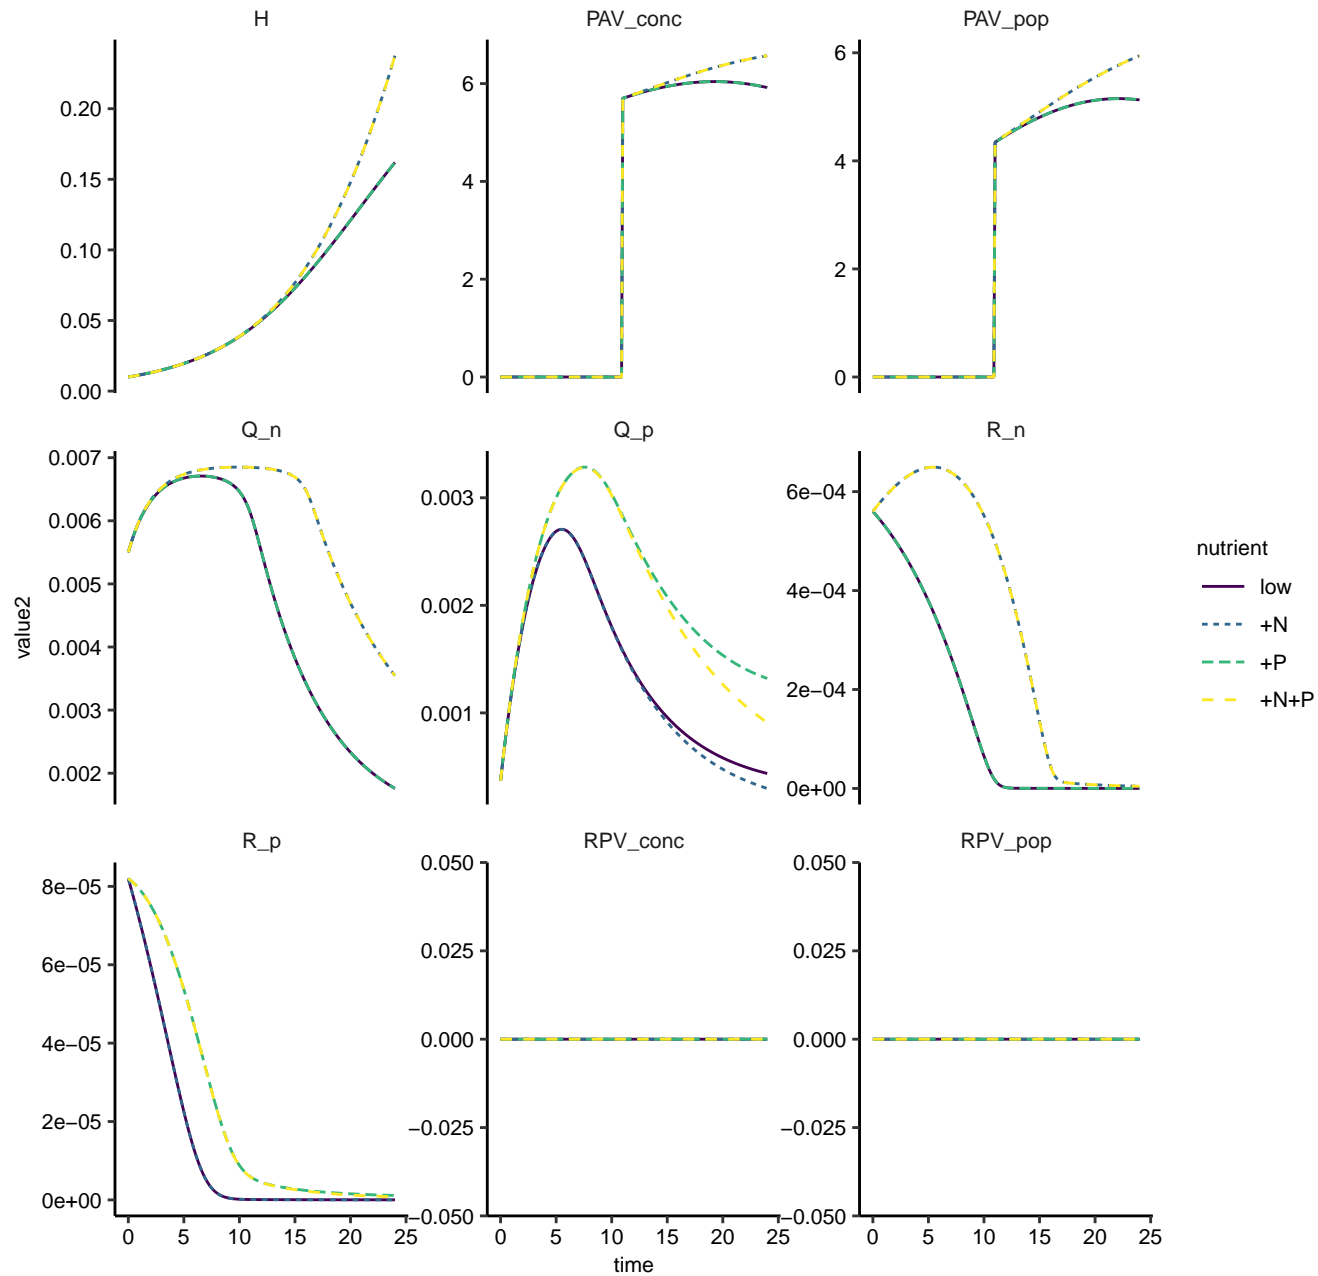 H
PAV_conc
PAV_pop
0.20
0.15
0.10
0.05
0.00
6
4
2
0
6
4
2
0
Q_n
Q_p
R_n
0.007
0.006
0.005
0.004
0.003
0.002
0.003
0.002
0.001
6e−04
4e−04
2e−04
0e+00
value2
R_p
RPV_conc
RPV_pop
8e−05
6e−05
4e−05
2e−05
0e+00
0.050
0.025
0.000
−0.025
−0.050
0.050
0.025
0.000
−0.025
−0.050
0 5 10 15 20 25
0 5 10 15 20 25
0 5 10 15 20 25
time
nutrient
low
+N
+P
+N+P